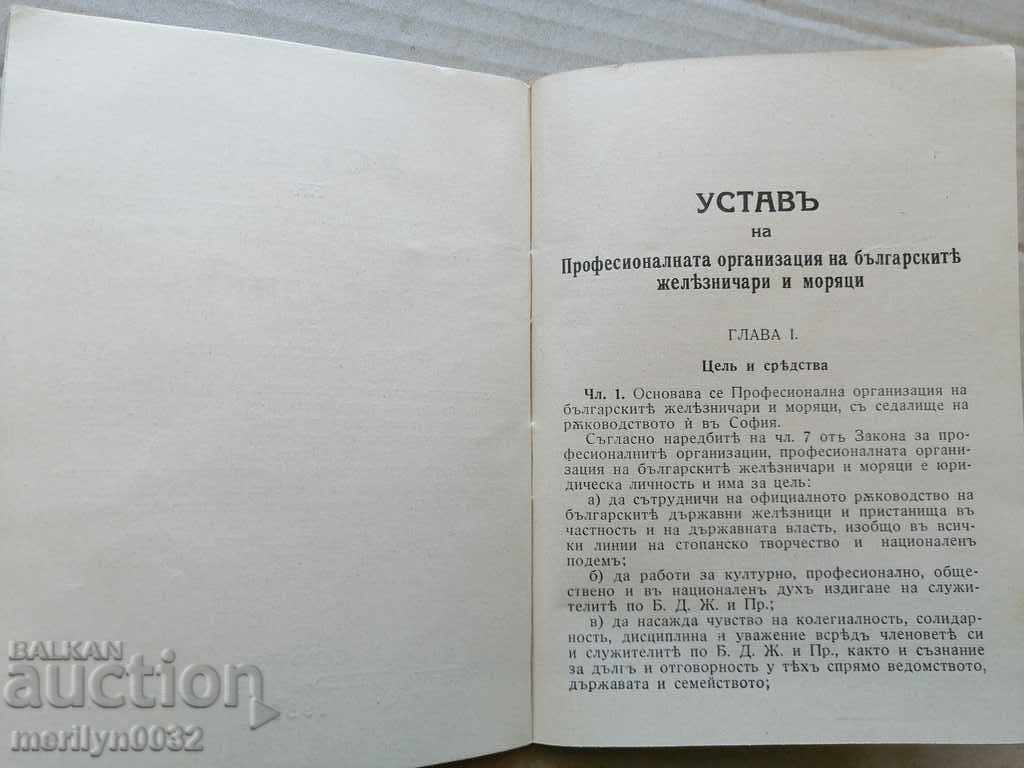 УСТАВЪ
на
Професионалната организация на българскитѣ
желѣзничари и моряци
ГЛАВА I.
Цель и срѣдства
Чл. 1. Основава се Професионална организация на
българскитѣ желѣзничари и моряци, съ седалище на
рѫководството ѝ въ София.
Съгласно наредбитѣ на чл. 7 отъ Закона за про-
фесионалнитѣ организации, професионалната органи-
зация на българскитѣ желѣзничари и моряци е юри-
дическа личность и има за цель:
а) да сътрудничи на официалното рѫководство на
българскитѣ държавни желѣзници и пристанища въ
частность и на държавната власть, изобщо въ всич-
ки линии на стопанско творчество и националенъ
подемъ;
б) да работи за културно, професионално, общес-
твено и въ националенъ духъ издигане на служи-
телитѣ по Б. Д. Ж. и Пр.;
в) да насажда чувство на колегиалность, солидар-
ность, дисциплина и уважение всрѣдъ членоветѣ си
и служителитѣ по Б. Д. Ж. и Пр., както и съзнание
за дългъ и отговорность у тѣхъ спрямо ведомството,
държавата и семейството;
BALKAN
auction
merilyn0032